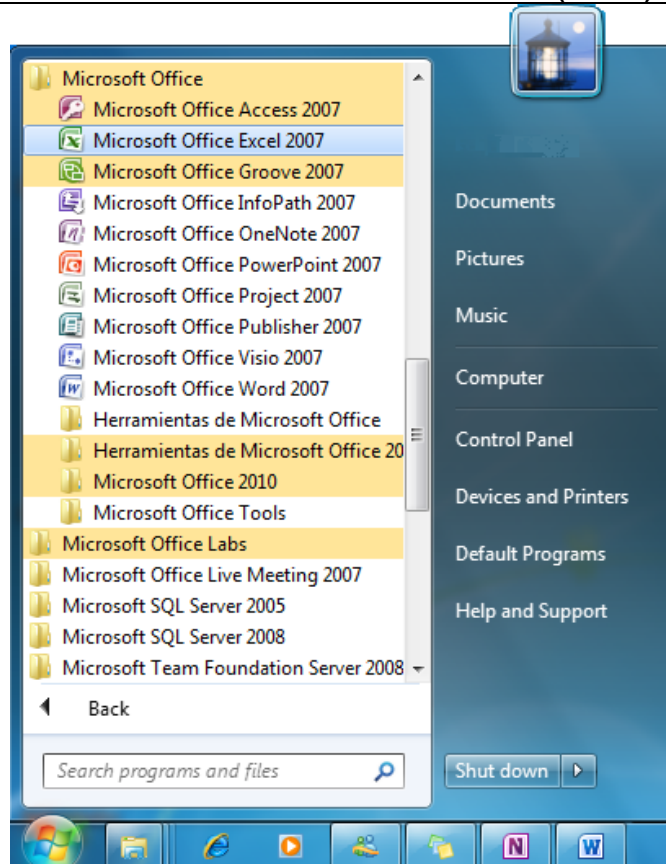 Microsoft Office
Microsoft Office Access 2007
Microsoft Office Excel 2007
Microsoft Office Groove 2007
Microsoft Office InfoPath 2007
Microsoft Office OneNote 2007
Microsoft Office PowerPoint 2007
Microsoft Office Project 2007
Microsoft Office Publisher 2007
Microsoft Office Visio 2007
Microsoft Office Word 2007
Herramientas de Microsoft Office
Herramientas de Microsoft Office 20
Microsoft Office 2010
Microsoft Office Tools
Microsoft Office Labs
Microsoft Office Live Meeting 2007
Microsoft SQL Server 2005
Microsoft SQL Server 2008
Microsoft Team Foundation Server 2008
Back
Search programs and files
Documents
Pictures
Music
Computer
Control Panel
Devices and Printers
Default Programs
Help and Support
Shut down